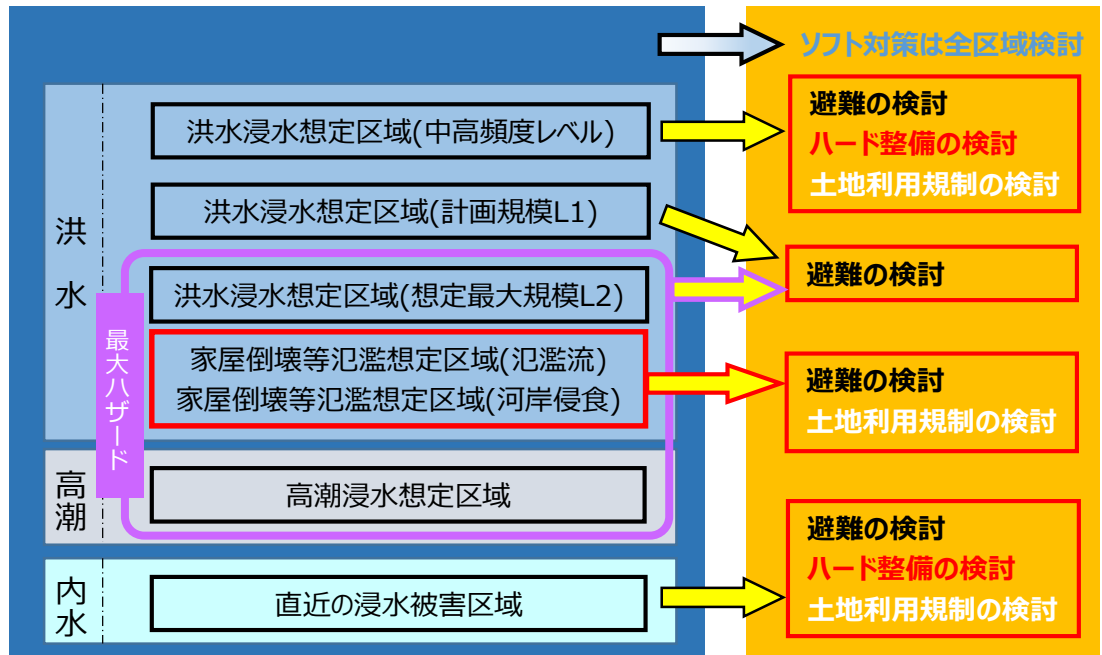 ソフト対策は全区域検討
洪水
洪水浸水想定区域(中高頻度レベル)
避難の検討
ハード整備の検討
土地利用規制の検討
洪水浸水想定区域(計画規模L1)
最大ハザード
洪水浸水想定区域(想定最大規模L2)
避難の検討
家屋倒壊等氾濫想定区域(氾濫流)
家屋倒壊等氾濫想定区域(河岸侵食)
避難の検討
土地利用規制の検討
高潮
高潮浸水想定区域
内水
直近の浸水被害区域
避難の検討
ハード整備の検討
土地利用規制の検討